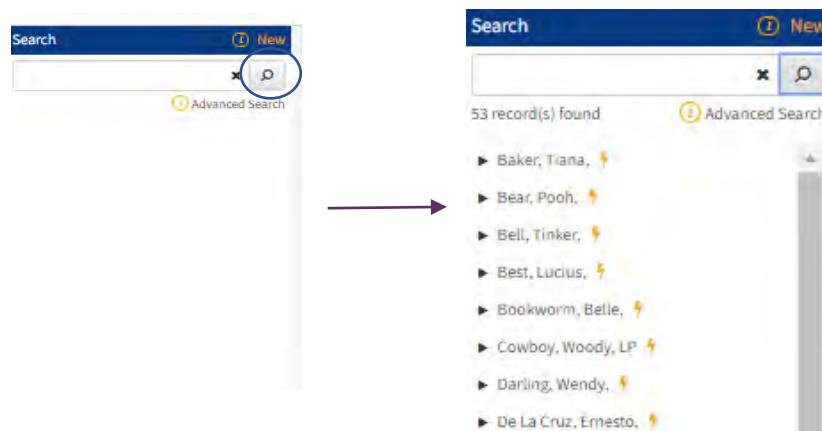 Search New
Advanced Search
Search New
53 record(s) found Advanced Search
Baker, Tiana,
Bear, Pooh,
Bell, Tinker,
Best, Lucius,
Bookworm, Belle,
Cowboy, Woody, LP
Darling, Wendy,
De La Cruz, Ernesto,